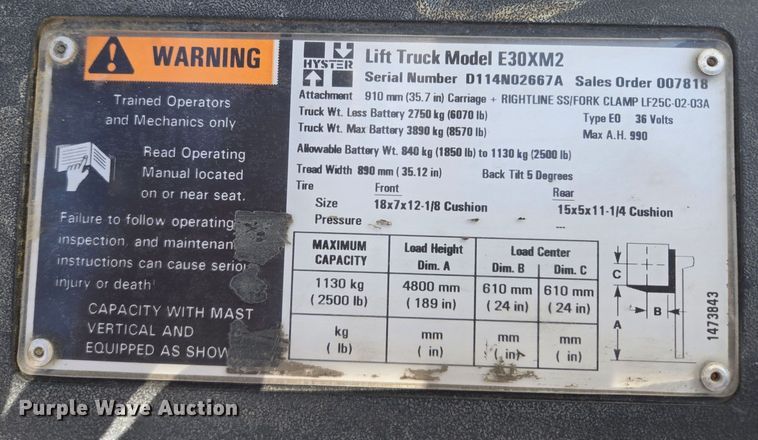 WARNING
Trained Operators
and Mechanics only
Read Operating
Manual located
on or near seat.
Failure to follow operating
inspection, and maintenan
instructions can cause serio
injury or death
CAPACITY WITH MAST
VERTICAL AND
EQUIPPED AS SHOW
HYSTER
Lift Truck Model E30XM2
Serial Number D114N02667A Sales Order 007818
Attachment 910 mm (35.7 in) Carriage + RIGHTLINE SS/FORK CLAMP LF25C-02-03A
Truck Wt. Less Battery 2750 kg (6070 lb) Type EO 36 Volts
Truck Wt. Max Battery 3890 kg (8570 lb) Max A.H. 990
Allowable Battery Wt. 840 kg (1850 lb) to 1130 kg (2500 lb)
Tread Width 890 mm ( 35.12 in) Back Tilt 5 Degrees
Tire Front Rear
Size 18x7x12-1/8 Cushion 15x5x11-1/4 Cushion
Pressure --- ---
MAXIMUM CAPACITY Load Height Dim. A Load Center Dim. B Dim. C
1130 kg 4800 mm 610 mm 610 mm
( 2500 lb) ( 189 in) ( 24 in) ( 24 in)
kg mm mm mm
( lb) ( in) ( in) ( in)
C
B
A
1473843
Purple Wave Auction